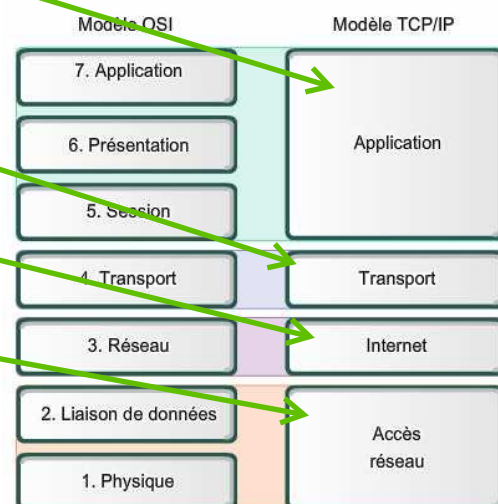 Modèle OSI
Modèle TCP/IP
7. Application
6. Présentation
5. Session
Application
4. Transport
Transport
3. Réseau
Internet
2. Liaison de données
1. Physique
Accès
réseau